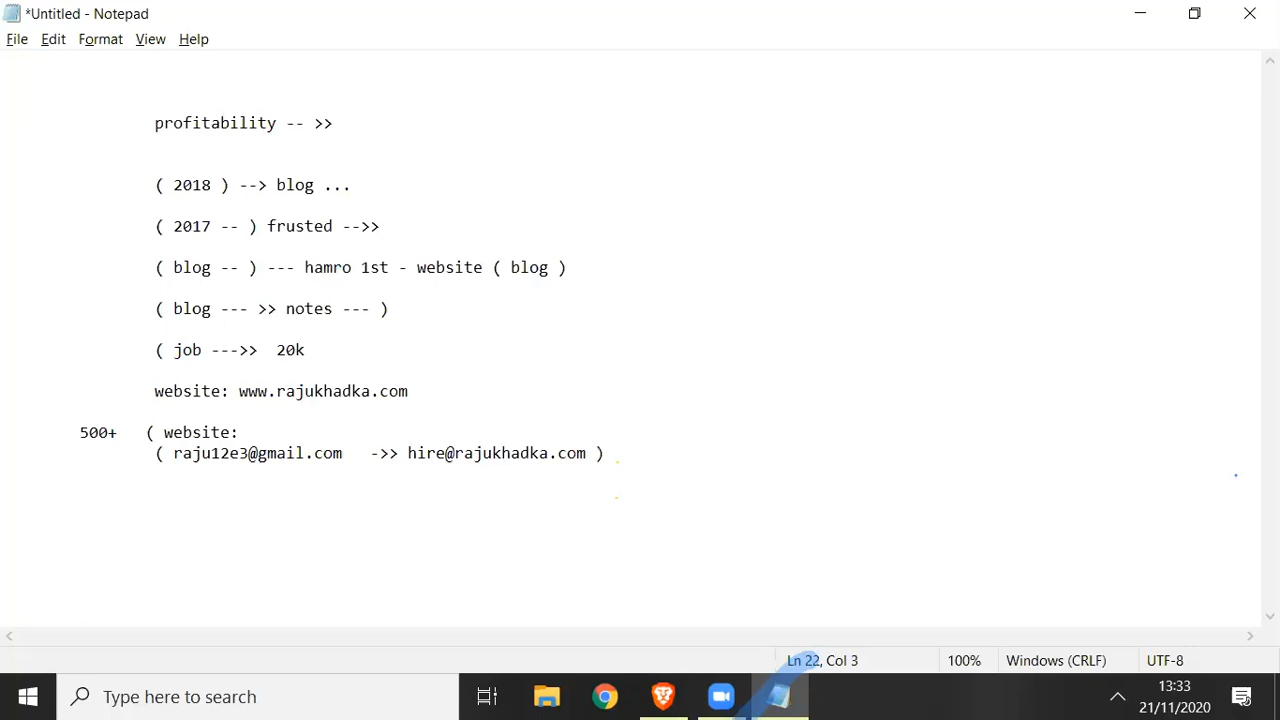 *Untitled - Notepad
File Edit Format View Help
profitability -- >>
( 2018 ) --> blog ...
( 2017 -- ) frusted -->>
( blog -- ) --- hamro 1st - website ( blog )
( blog --- >> notes --- )
( job --->> 20k
website: www.rajukhadka.com
500+ ( website:
( raju12e3@gmail.com ->> hire@rajukhadka.com )
Ln 22, Col 3 100% Windows (CRLF) UTF-8
Type here to search
13:33
21/11/2020